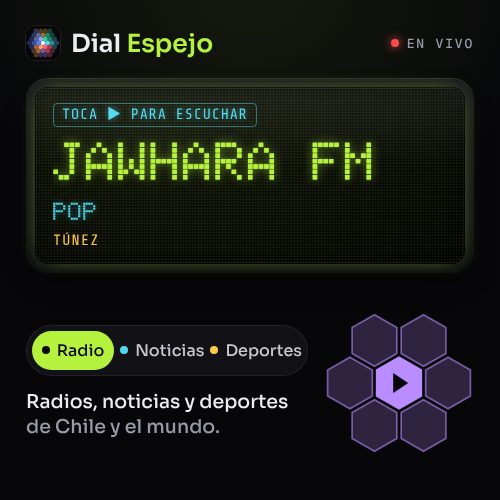 Dial Espejo
EN VIVO
TOCA ▶ PARA ESCUCHAR
JAWHARA FM
POP
TÚNEZ
Radio Noticias Deportes
Radios, noticias y deportes
de Chile y el mundo.